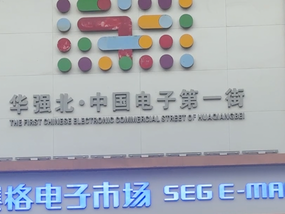 华强北·中国电子第一街
THE FIRST CHINESE ELECTRONIC COMMERCIAL STREET OF HUAQIANGBEI
格电子市场 SEG E-MA